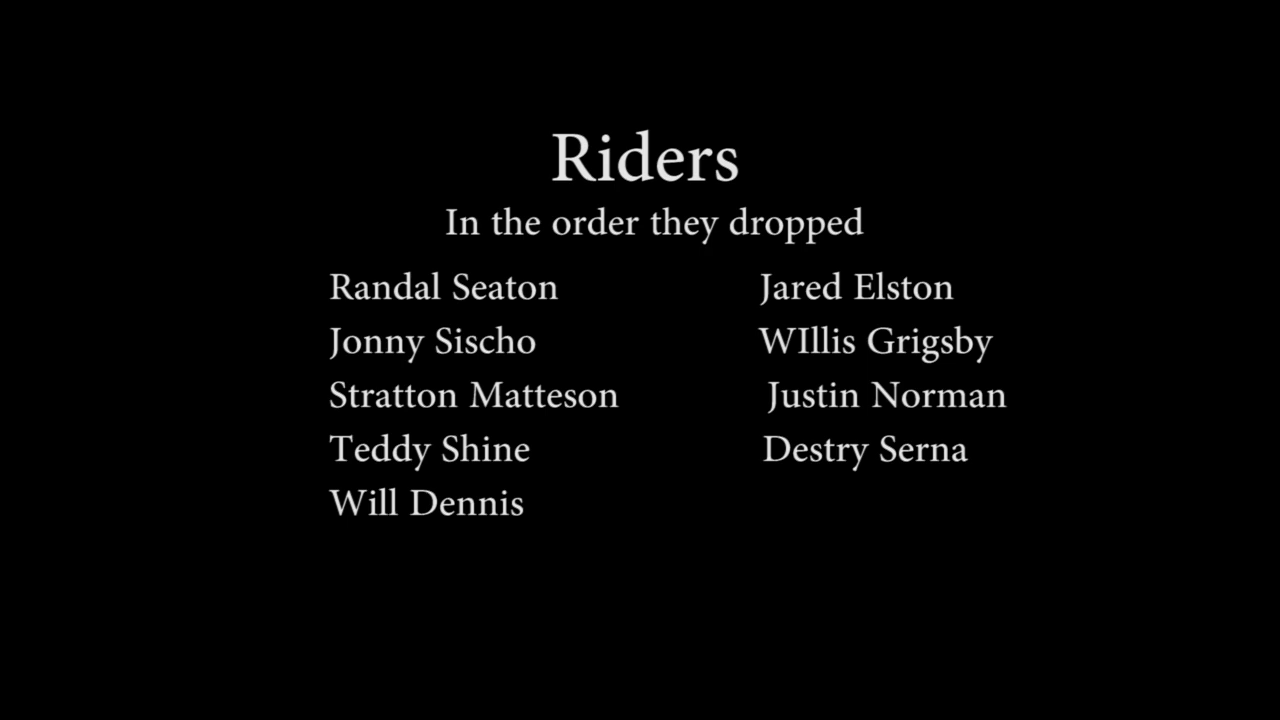 Riders
In the order they dropped
Randal Seaton
Jonny Sischo
Stratton Matteson
Teddy Shine
Will Dennis
Jared Elston
WIllis Grigsby
Justin Norman
Destry Serna